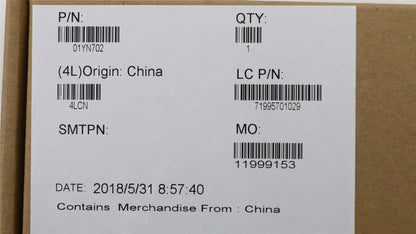 P/N: QTY:
01YN702 1
(4L)Origin: China LC P/N:
4LCN 71995701029
SMTPN: MO:
11999153
DATE: 2018/5/31 8:57:40
Contains Merchandise From : China